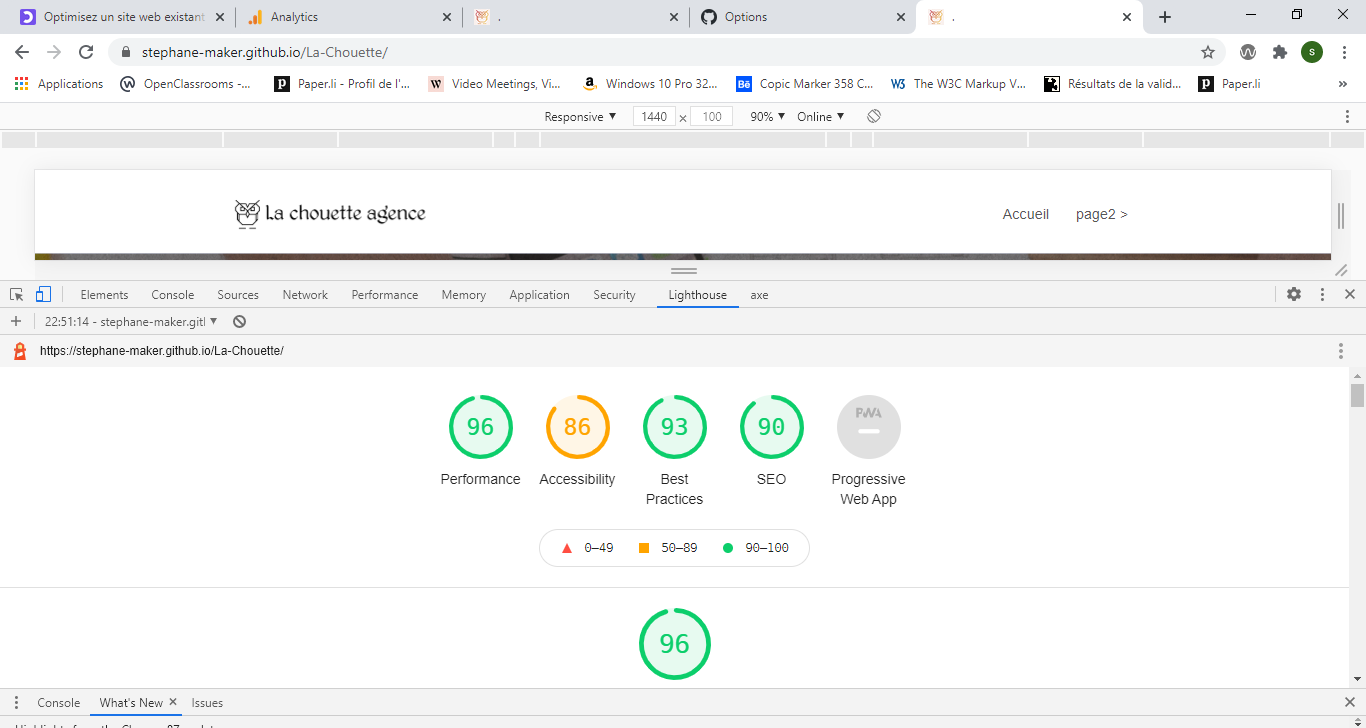 Optimisez un site web existant
Analytics
.
Options
.
stephane-maker.github.io/La-Chouette/
s
Applications
OpenClassrooms -...
Paper.li - Profil de l'...
Video Meetings, Vi...
Windows 10 Pro 32...
Copic Marker 358 C...
The W3C Markup V...
Résultats de la valid...
Paper.li
»
Responsive ▼ 1440 × 100 90% ▼ Online ▼
La chouette agence
Accueil page2 >
Elements Console Sources Network Performance Memory Application Security Lighthouse axe
22:51:14 - stephane-maker.git
https://stephane-maker.github.io/La-Chouette/
96 86 93 90 PWA
Performance Accessibility Best Practices SEO Progressive Web App
0–49 50–89 90–100
96
Console What's New Issues